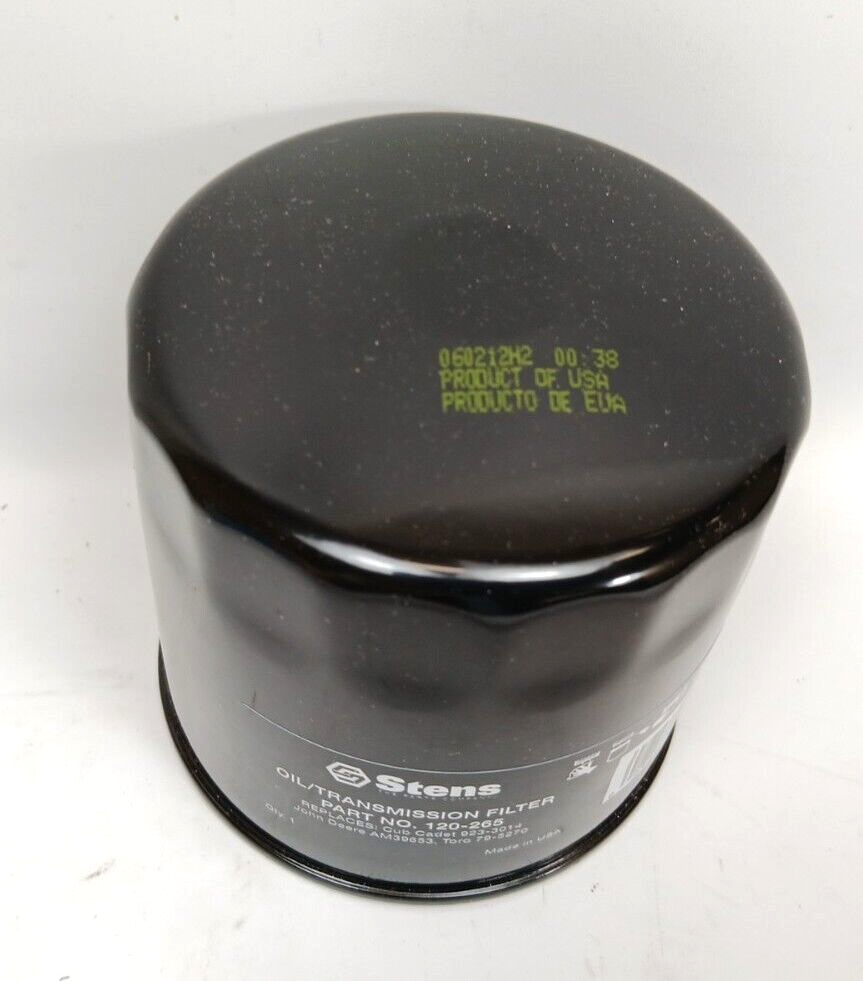 060212H2 00:38
PRODUCT OF USA
PRODUCTO DE EUA
Stens
OIL/TRANSMISSION FILTER
PART NO. 120-265
REPLACES: Cub Cadet 923-3014
John Deere AM39653, Toro 79-5270
Qty. 1
Made in USA